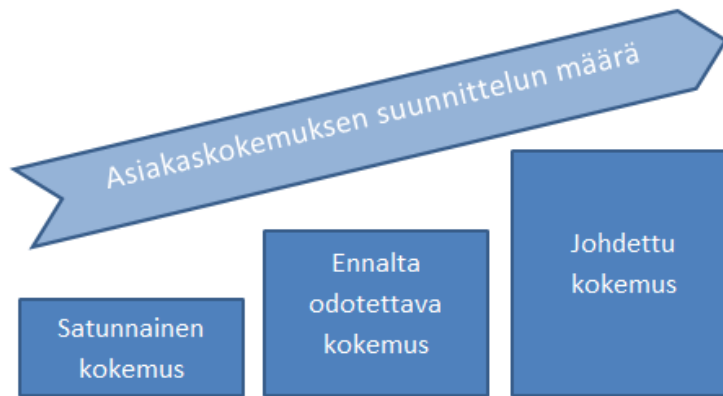 Asiakaskokemuksen suunnittelun määrä
Satunnainen
kokemus
Ennalta
odotettava
kokemus
Johdettu
kokemus